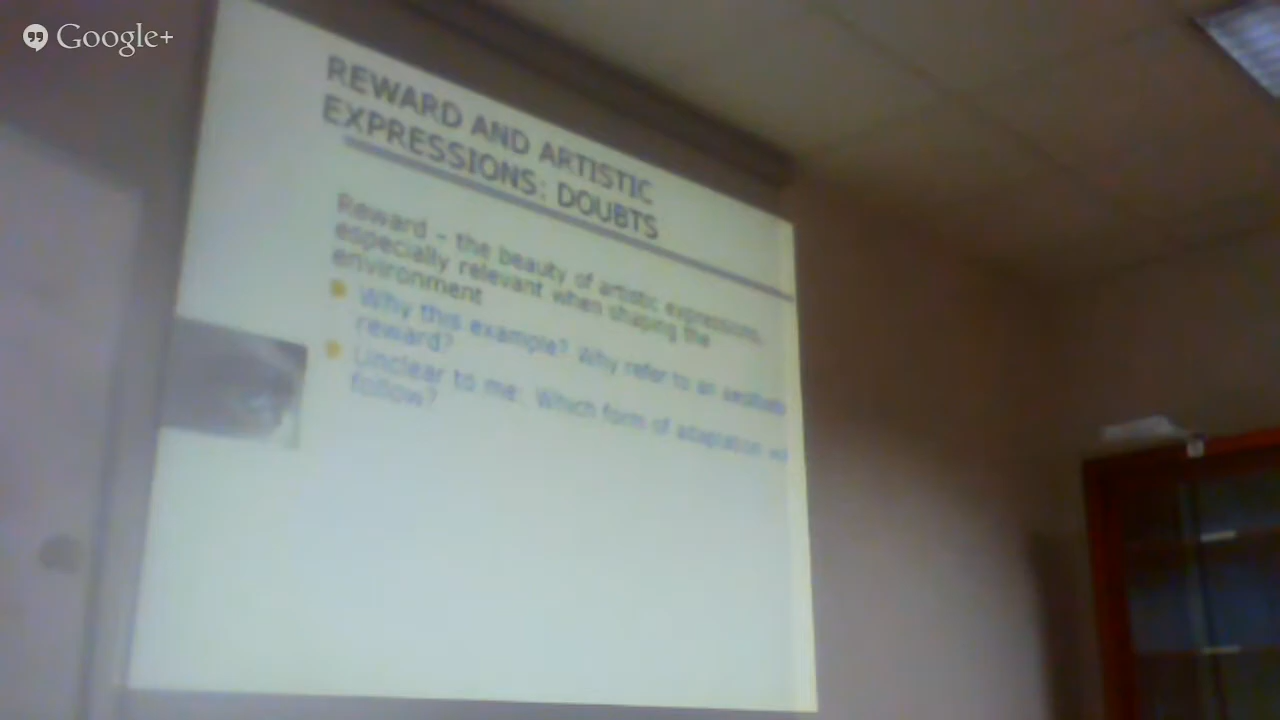 Google+
REWARD AND ARTISTIC
EXPRESSIONS: DOUBTS
Reward – the beauty of artistic expressions,
especially relevant when shaping the
environment
Why this example? Why refer to an
reward?
Unclear to me: Which form of adaptation
follow?